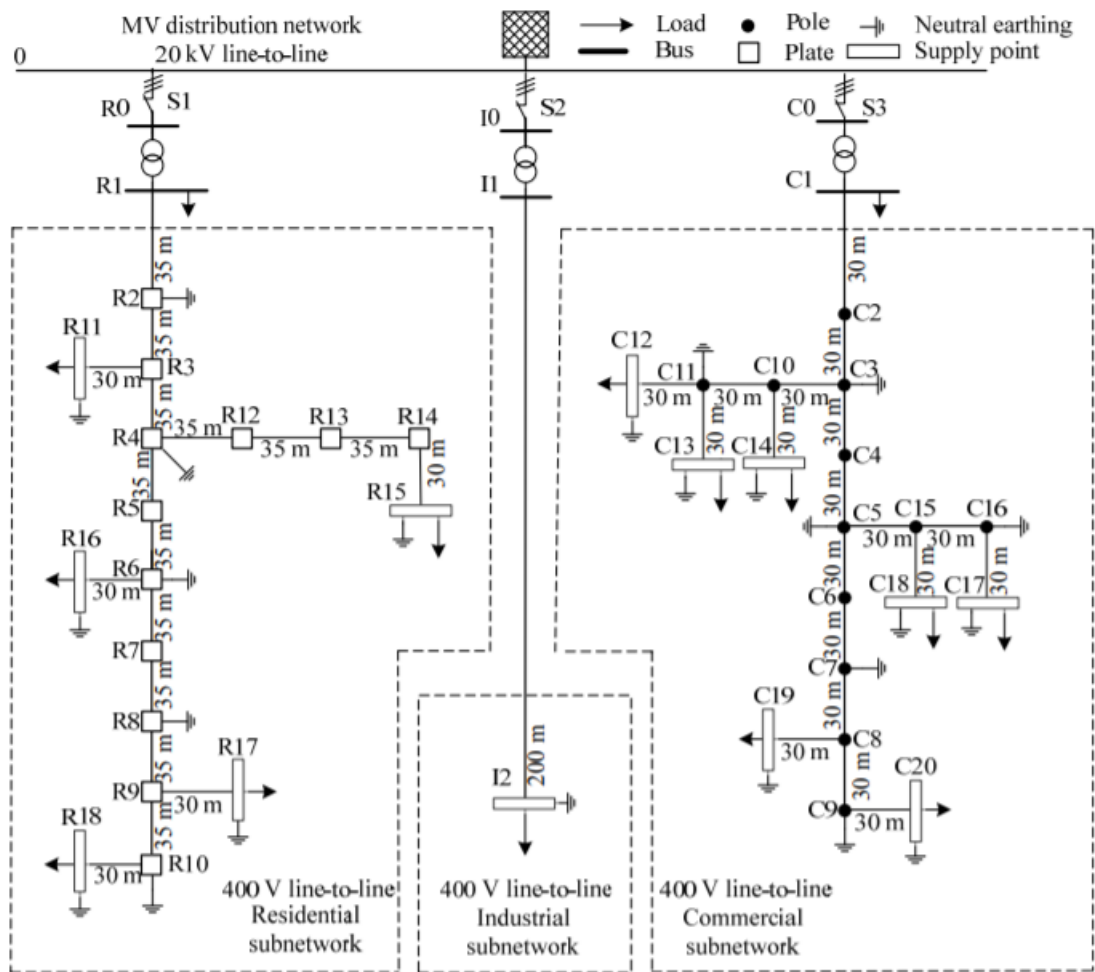 MV distribution network
0 20 kV line-to-line
Load Pole Neutral earthing
Bus Plate Supply point
R0 S1
I0 S2
C0 S3
R1
I1
C1
35 m
30 m
R2
C2
35 m
30 m
R11
R3
30 m
C12
C11
C10
C3
30 m
30 m
30 m
35 m
R4
35 m
R12
35 m
R13
35 m
R14
30 m
R15
30 m
C13
30 m
C14
30 m
C4
35 m
R5
30 m
C5
C15
C16
30 m
30 m
R16
R6
30 m
35 m
30 m
C6
C18
30 m
C17
30 m
35 m
R7
30 m
C7
35 m
R8
30 m
C19
C8
30 m
35 m
R17
R9
30 m
I2
200 m
30 m
C20
C9
30 m
R18
35 m
30 m
R10
400 V line-to-line
Residential
subnetwork
400 V line-to-line
Industrial
subnetwork
400 V line-to-line
Commercial
subnetwork